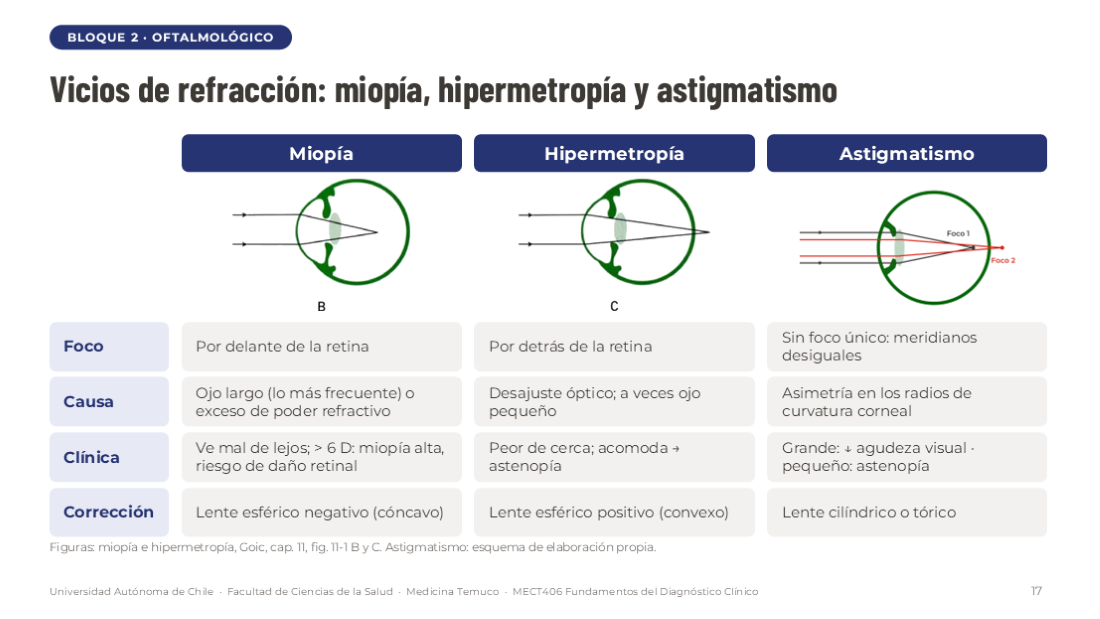 BLOQUE 2 · OFTALMOLÓGICO
Vicios de refracción: miopía, hipermetropía y astigmatismo
Miopía
Hipermetropía
Astigmatismo
Foco 1
Foco 2
B
C
Foco
Por delante de la retina
Por detrás de la retina
Sin foco único: meridianos
desiguales
Causa
Ojo largo (lo más frecuente) o
exceso de poder refractivo
Desajuste óptico; a veces ojo
pequeño
Asimetría en los radios de
curvatura corneal
Clínica
Ve mal de lejos; > 6 D: miopía alta,
riesgo de daño retinal
Peor de cerca; acomoda →
astenopía
Grande: ↓ agudeza visual ·
pequeño: astenopía
Corrección
Lente esférico negativo (cóncavo)
Lente esférico positivo (convexo)
Lente cilíndrico o tórico
Figuras: miopía e hipermetropía, Goic, cap. 11, fig. 11-1 B y C. Astigmatismo: esquema de elaboración propia.
Universidad Autónoma de Chile · Facultad de Ciencias de la Salud · Medicina Temuco · MECT406 Fundamentos del Diagnóstico Clínico
17